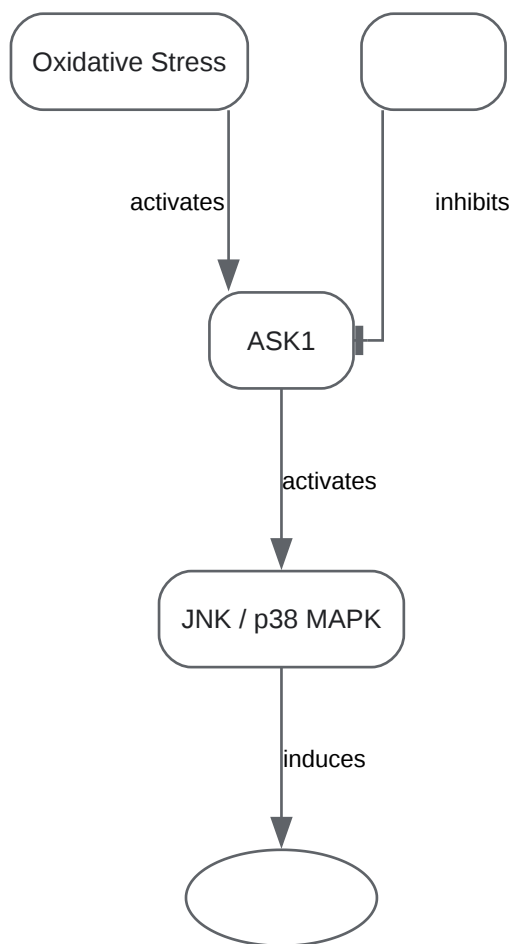 Oxidative Stress
activates
inhibits
ASK1
activates
JNK / p38 MAPK
induces